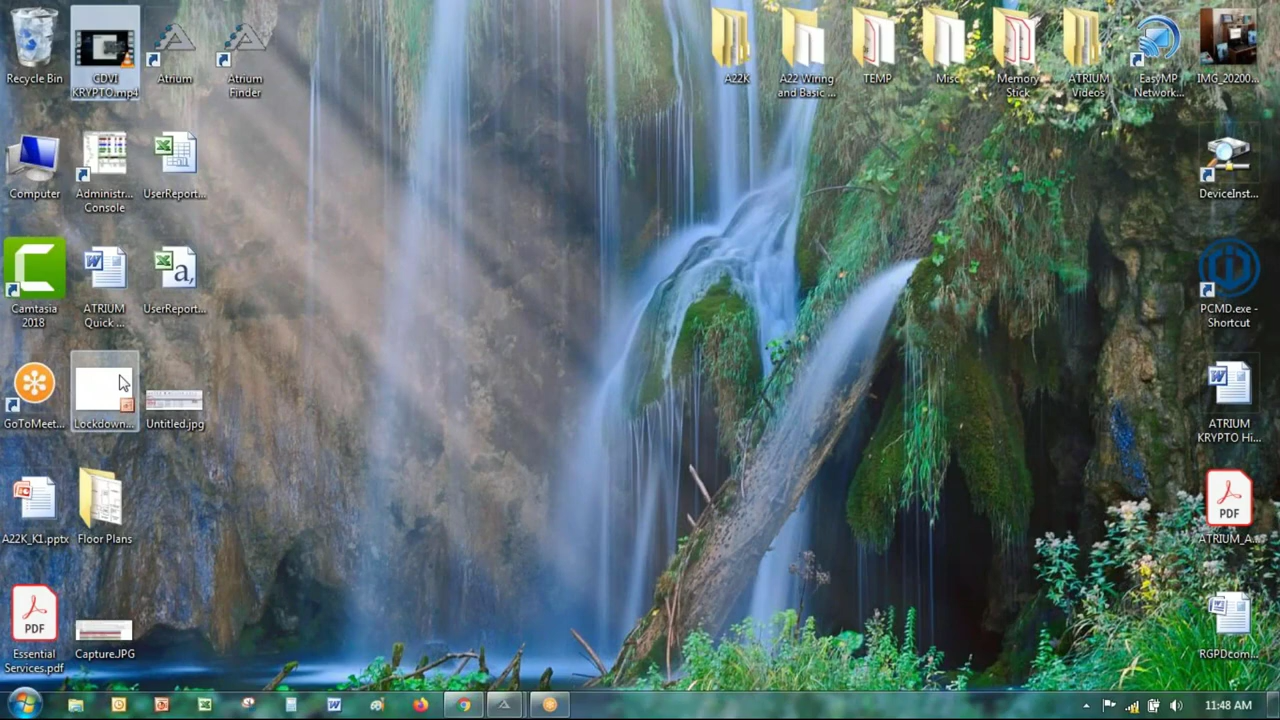 Recycle Bin
CDVI
KRYPTO.mp4
Atrium
Atrium
Finder
A22K
A22 Wiring
and Basic ...
TEMP
Misc
Memory
Stick
ATRIUM
Videos
EasyMP
Network...
IMG_20200...
Computer
Administr...
Console
UserReport...
DeviceInst...
Camtasia
2018
ATRIUM
Quick ...
UserReport...
PCMD.exe -
Shortcut
GoToMeet...
Lockdown...
Untitled.jpg
ATRIUM
KRYPTO Hi...
A22K_K1.pptx
Floor Plans
PDF
ATRIUM_A...
PDF
Essential
Services.pdf
Capture.JPG
RGPDcom...
11:48 AM